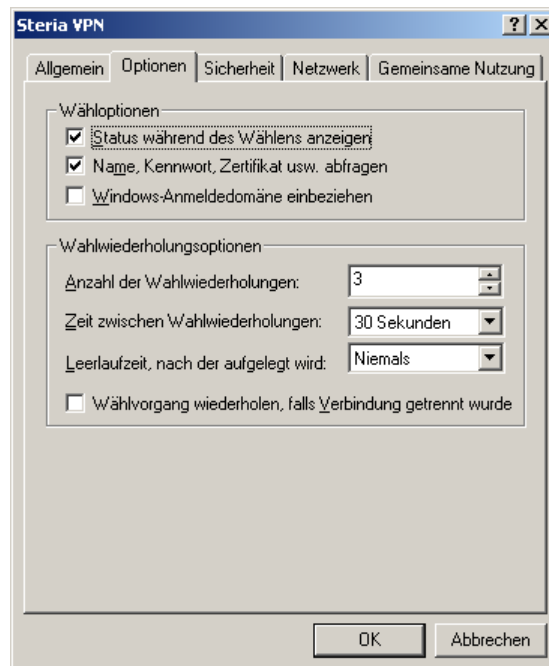 Steria VPN
Allgemein Optionen Sicherheit Netzwerk Gemeinsame Nutzung
Wähloptionen
Status während des Wählens anzeigen
Name, Kennwort, Zertifikat usw. abfragen
Windows-Anmeldedomäne einbeziehen
Wahlwiederholungsoptionen
Anzahl der Wahlwiederholungen: 3
Zeit zwischen Wahlwiederholungen: 30 Sekunden
Leerlaufzeit, nach der aufgelegt wird: Niemals
Wählvorgang wiederholen, falls Verbindung getrennt wurde
OK Abbrechen